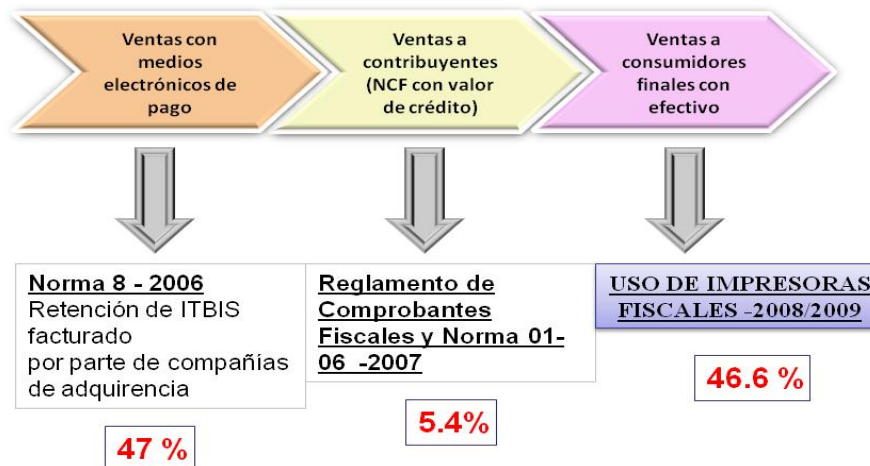 Ventas con
medios
electrónicos de
pago
Ventas a
contribuyentes
(NCF con valor
de crédito)
Ventas a
consumidores
finales con
efectivo
Norma 8 - 2006
Retención de ITBIS
facturado
por parte de compañías
de adquirencia
47 %
Reglamento de
Comprobantes
Fiscales y Norma 01-
06 -2007
5.4%
USO DE IMPRESORAS
FISCALES -2008/2009
46.6 %